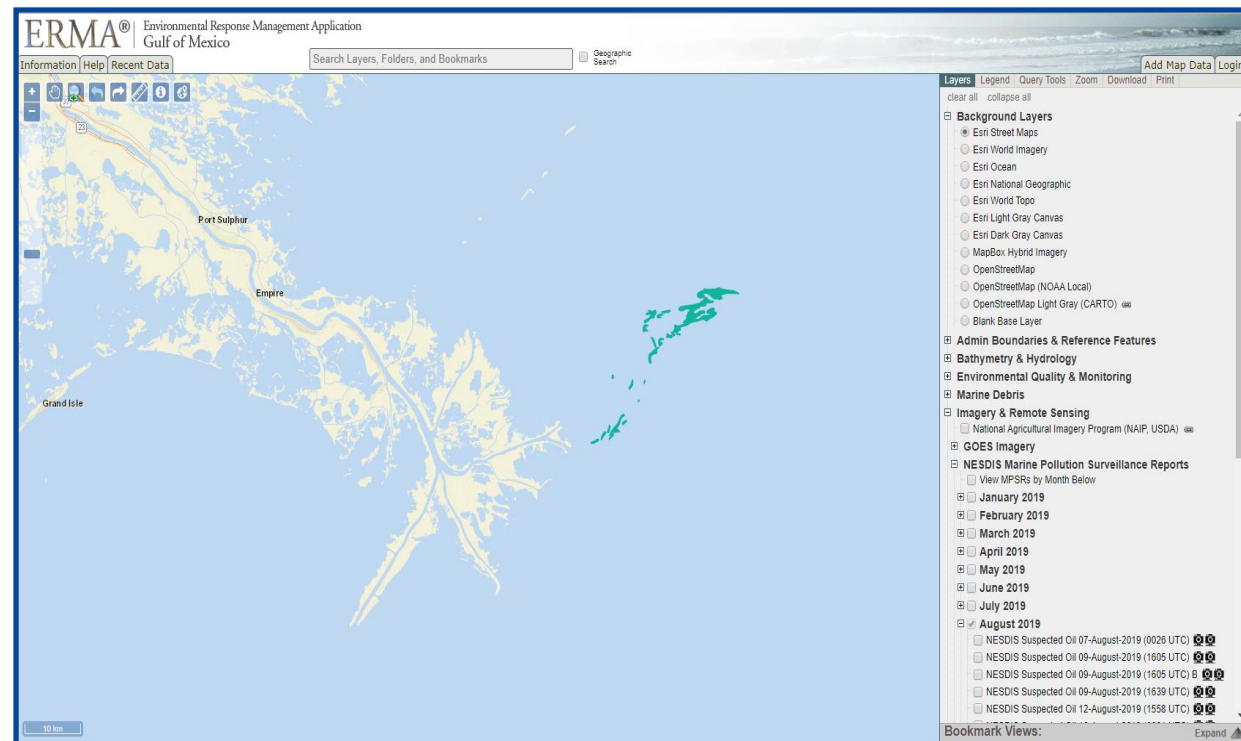 ERMA® Environmental Response Management Application
Gulf of Mexico
Search Layers, Folders, and Bookmarks
Geographic
Search
Information Help Recent Data
Add Map Data Login
23
Port Sulphur
Empire
Grand Isle
10 km
Layers Legend Query Tools Zoom Download Print
clear all collapse all
Background Layers
Esri Street Maps
Esri World Imagery
Esri Ocean
Esri National Geographic
Esri World Topo
Esri Light Gray Canvas
Esri Dark Gray Canvas
MapBox Hybrid Imagery
OpenStreetMap
OpenStreetMap (NOAA Local)
OpenStreetMap Light Gray (CARTO)
Blank Base Layer
Admin Boundaries & Reference Features
Bathymetry & Hydrology
Environmental Quality & Monitoring
Marine Debris
Imagery & Remote Sensing
National Agricultural Imagery Program (NAIP, USDA)
GOES Imagery
NESDIS Marine Pollution Surveillance Reports
View MPSRs by Month Below
January 2019
February 2019
March 2019
April 2019
May 2019
June 2019
July 2019
August 2019
NESDIS Suspected Oil 07-August-2019 (0026 UTC)
NESDIS Suspected Oil 09-August-2019 (1605 UTC)
NESDIS Suspected Oil 09-August-2019 (1605 UTC) B
NESDIS Suspected Oil 09-August-2019 (1639 UTC)
NESDIS Suspected Oil 12-August-2019 (1558 UTC)
Bookmark Views: Expand